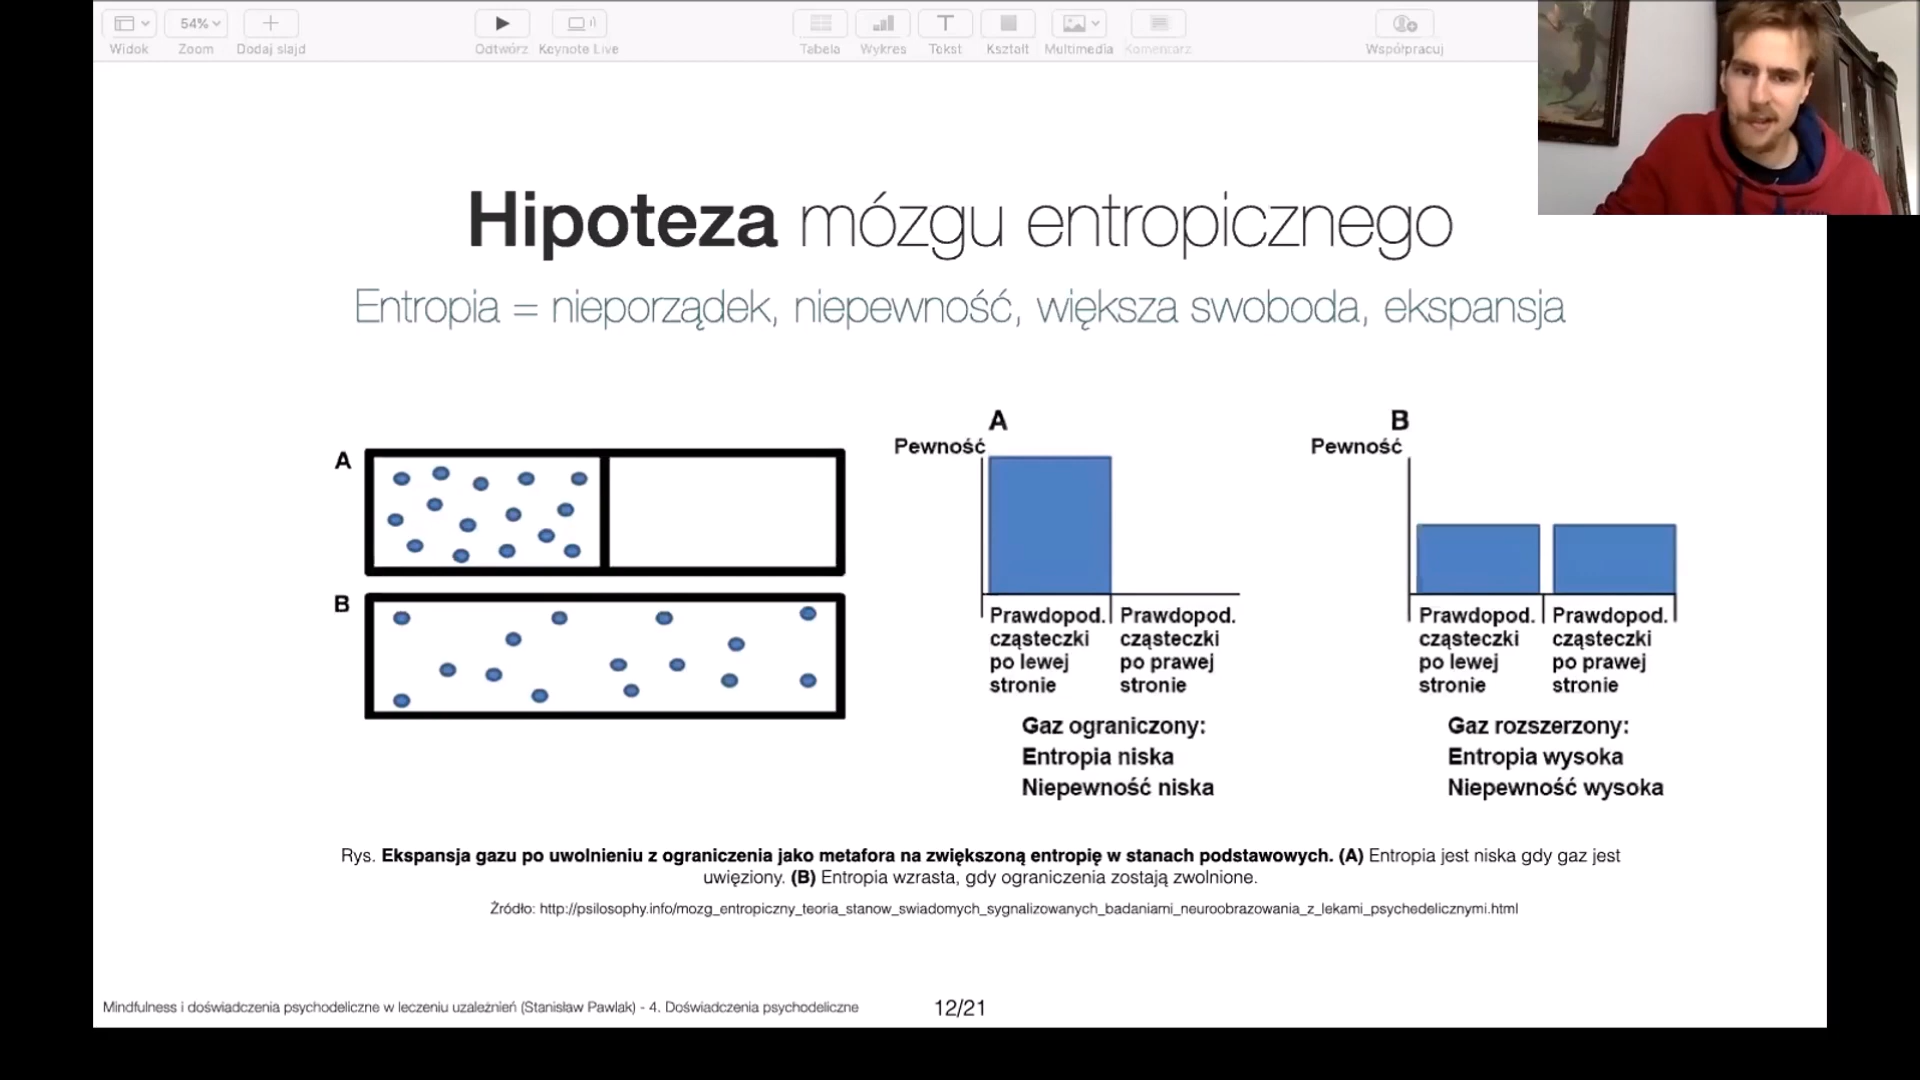 Widok
54%
Zoom
Dodaj slajd
Odtwórz
Keynote Live
Tabela
Wykres
Tekst
Kształt
Multimedia
Komentarz
Współpracuj
Hipoteza mózgu entropicznego
Entropia = nieporządek, niepewność, większa swoboda, ekspansja
A
B
A
Pewność
Prawdopod.
cząsteczki
po lewej
stronie
Prawdopod.
cząsteczki
po prawej
stronie
Gaz ograniczony:
Entropia niska
Niepewność niska
B
Pewność
Prawdopod.
cząsteczki
po lewej
stronie
Prawdopod.
cząsteczki
po prawej
stronie
Gaz rozszerzony:
Entropia wysoka
Niepewność wysoka
Rys. Ekspansja gazu po uwolnieniu z ograniczenia jako metafora na zwiększoną entropię w stanach podstawowych. (A) Entropia jest niska gdy gaz jest
uwięziony. (B) Entropia wzrasta, gdy ograniczenia zostają zwolnione.
Źródło: http://psilosophy.info/mozg_entropiczny_teoria_stanow_swiadomych_sygnalizowanych_badaniami_neuroobrazowania_z_lekami_psychedelicznymi.html
Mindfulness i doświadczenia psychodeliczne w leczeniu uzależnień (Stanisław Pawlak) - 4. Doświadczenia psychodeliczne
12/21